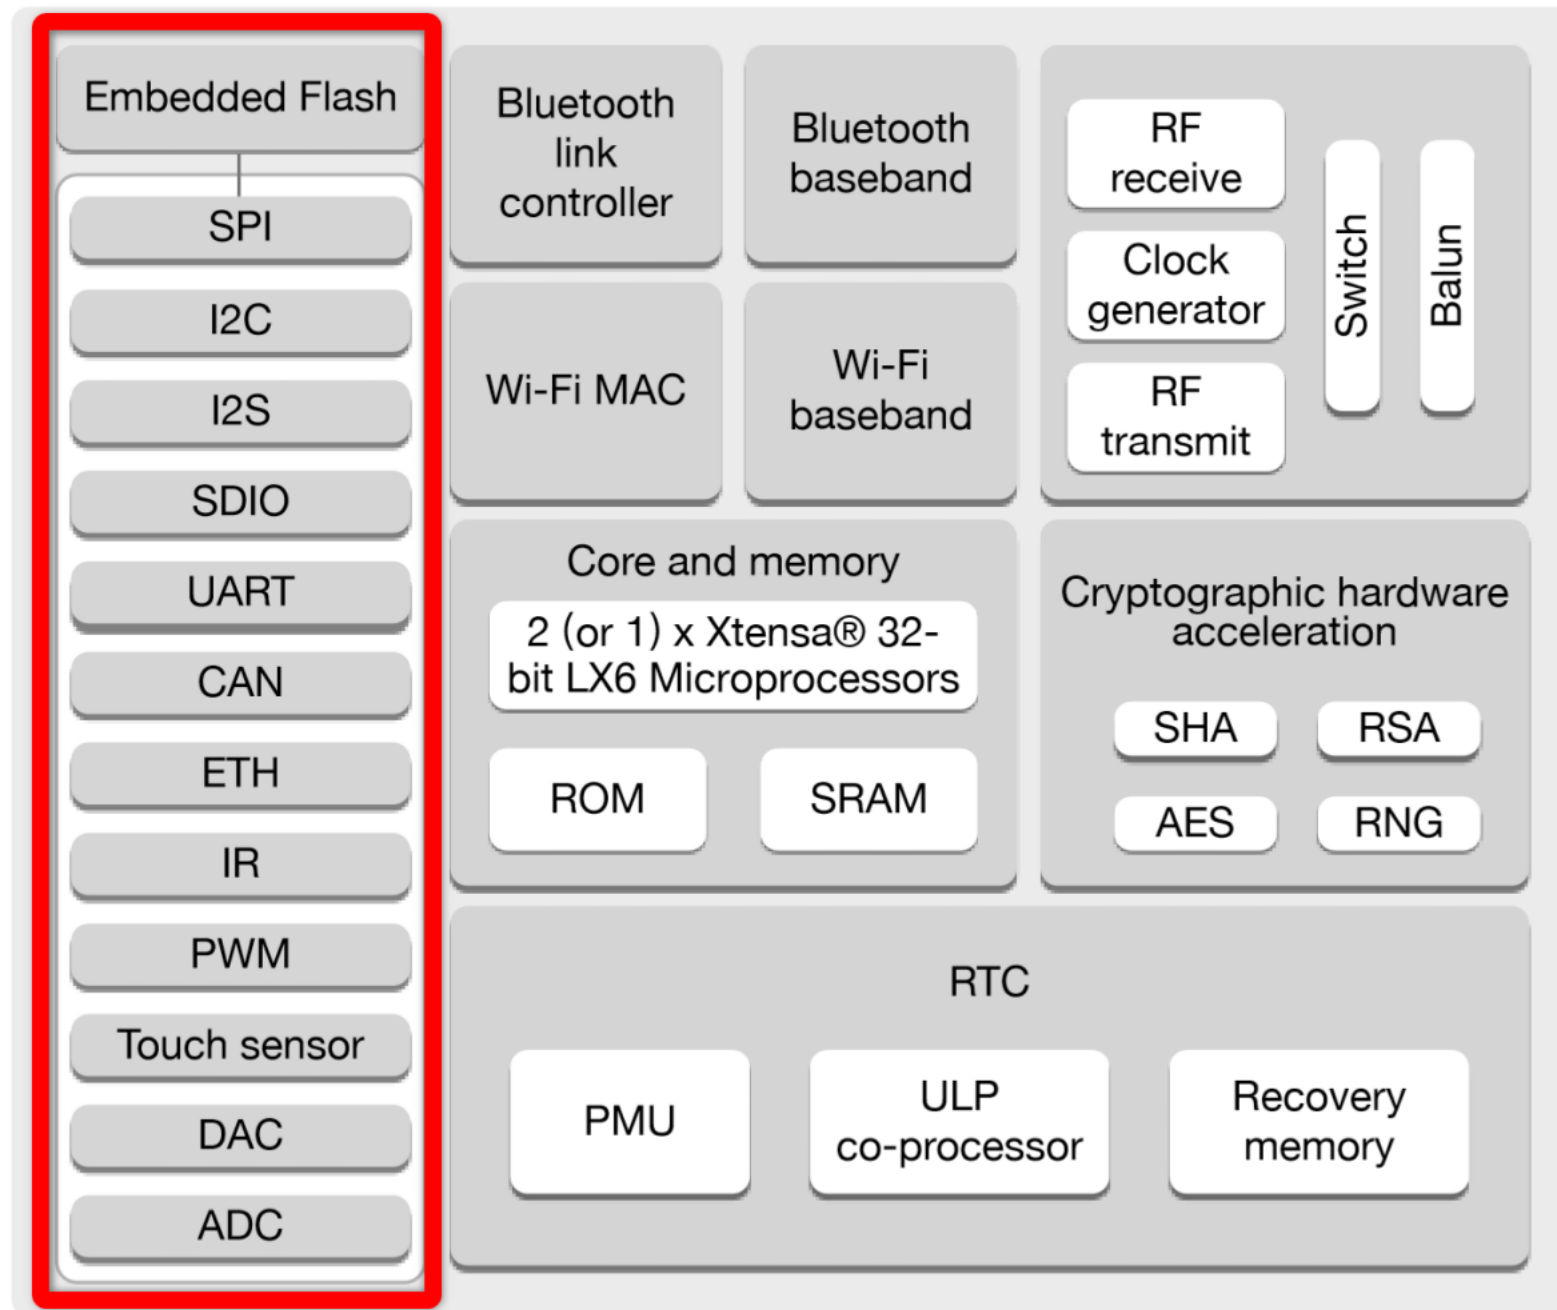 Embedded Flash
SPI
I2C
I2S
SDIO
UART
CAN
ETH
IR
PWM
Touch sensor
DAC
ADC
Bluetooth
link
controller
Bluetooth
baseband
Wi-Fi MAC
Wi-Fi
baseband
RF
receive
Clock
generator
RF
transmit
Switch
Balun
Core and memory
2 (or 1) x Xtensa® 32-
bit LX6 Microprocessors
ROM
SRAM
Cryptographic hardware
acceleration
SHA
RSA
AES
RNG
RTC
PMU
ULP
co-processor
Recovery
memory